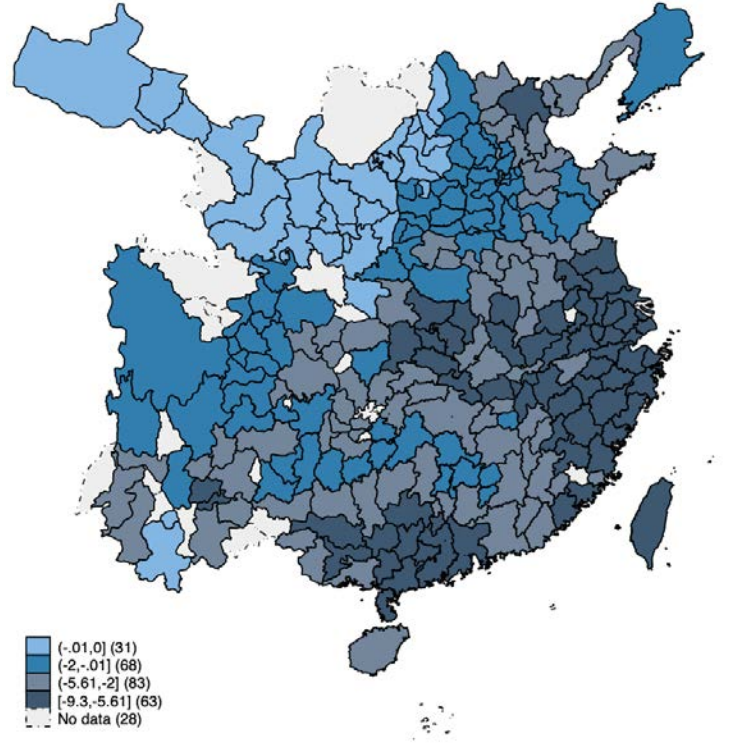 (-.01,0] (31)
(-2,-.01] (68)
(-5.61,-2] (83)
[-9.3,-5.61] (63)
No data (28)